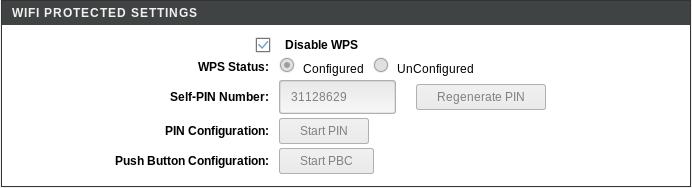 WIFI PROTECTED SETTINGS
Disable WPS
WPS Status: Configured UnConfigured
Self-PIN Number: 31128629 Regenerate PIN
PIN Configuration: Start PIN
Push Button Configuration: Start PBC